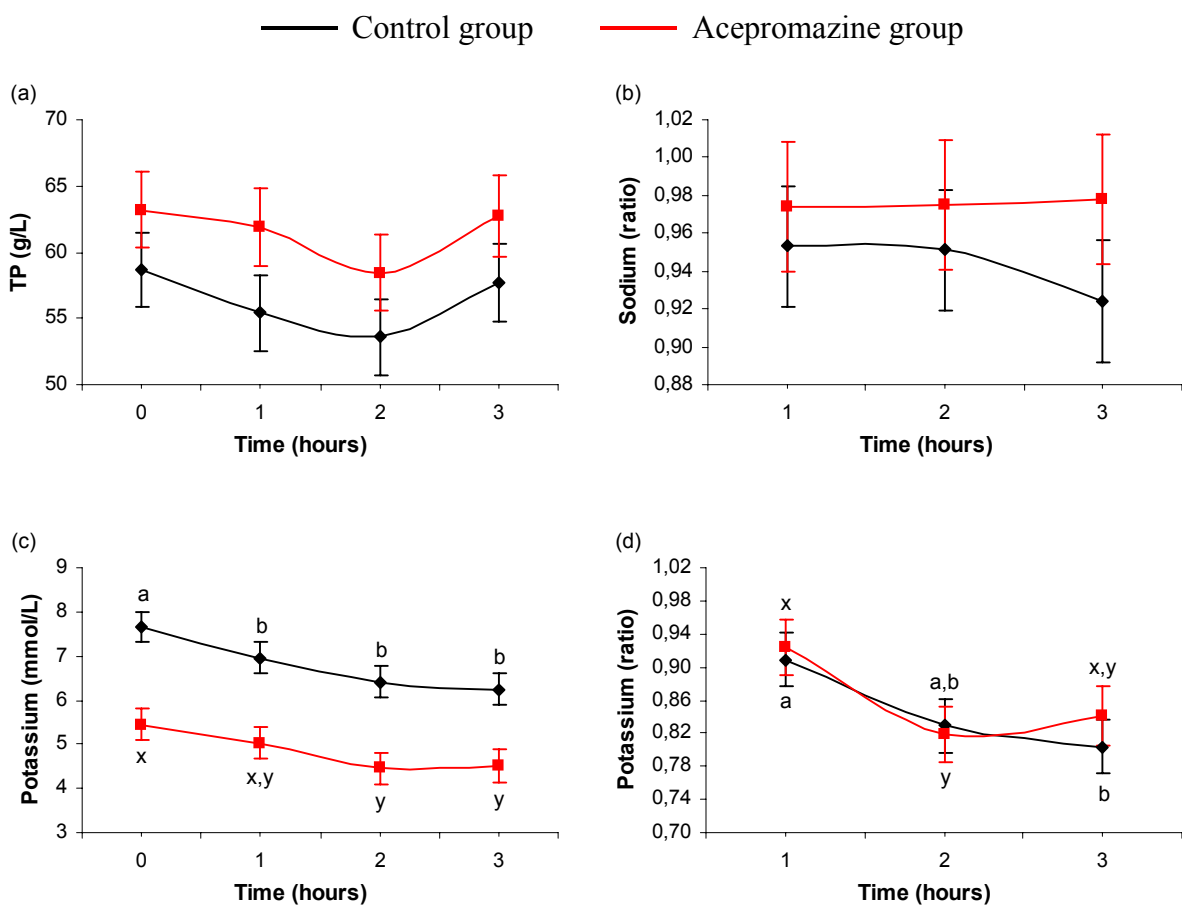 Control group
Acepromazine group
(a)
70
65
60
55
50
TP (g/L)
0 1 2 3
Time (hours)
(b)
1,02
1,00
0,98
0,96
0,94
0,92
0,90
0,88
Sodium (ratio)
1 2 3
Time (hours)
(c)
9
8
7
6
5
4
3
Potassium (mmol/L)
a
b
b
b
x
x,y
y
y
0 1 2 3
Time (hours)
(d)
1,02
0,98
0,94
0,90
0,86
0,82
0,78
0,74
0,70
Potassium (ratio)
x
a
a,b
y
x,y
b
1 2 3
Time (hours)